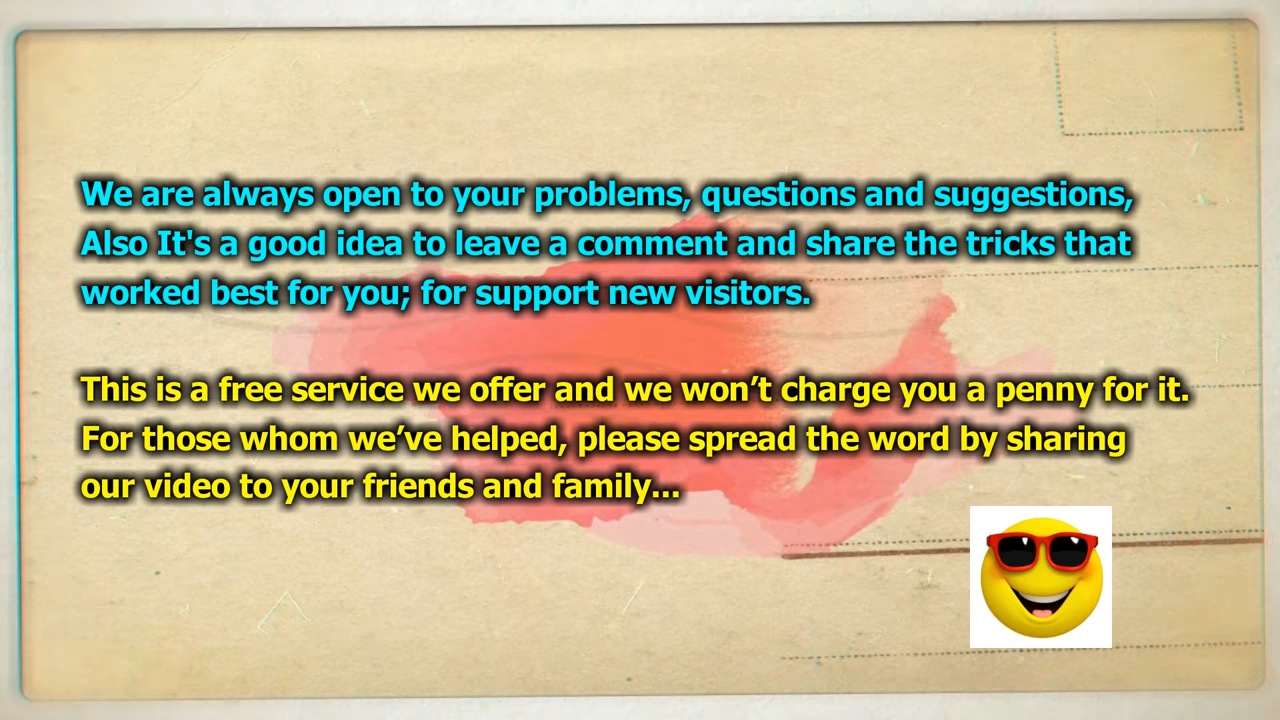 We are always open to your problems, questions and suggestions,
Also It's a good idea to leave a comment and share the tricks that
worked best for you; for support new visitors.
This is a free service we offer and we won’t charge you a penny for it.
For those whom we’ve helped, please spread the word by sharing
our video to your friends and family...